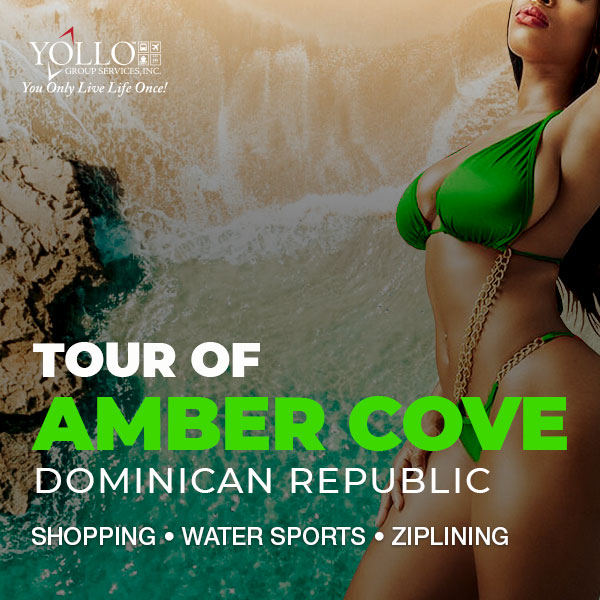 YOLLO
GROUP SERVICES, INC.
You Only Live Life Once!
TOUR OF
AMBER COVE
DOMINICAN REPUBLIC
SHOPPING • WATER SPORTS • ZIPLINING